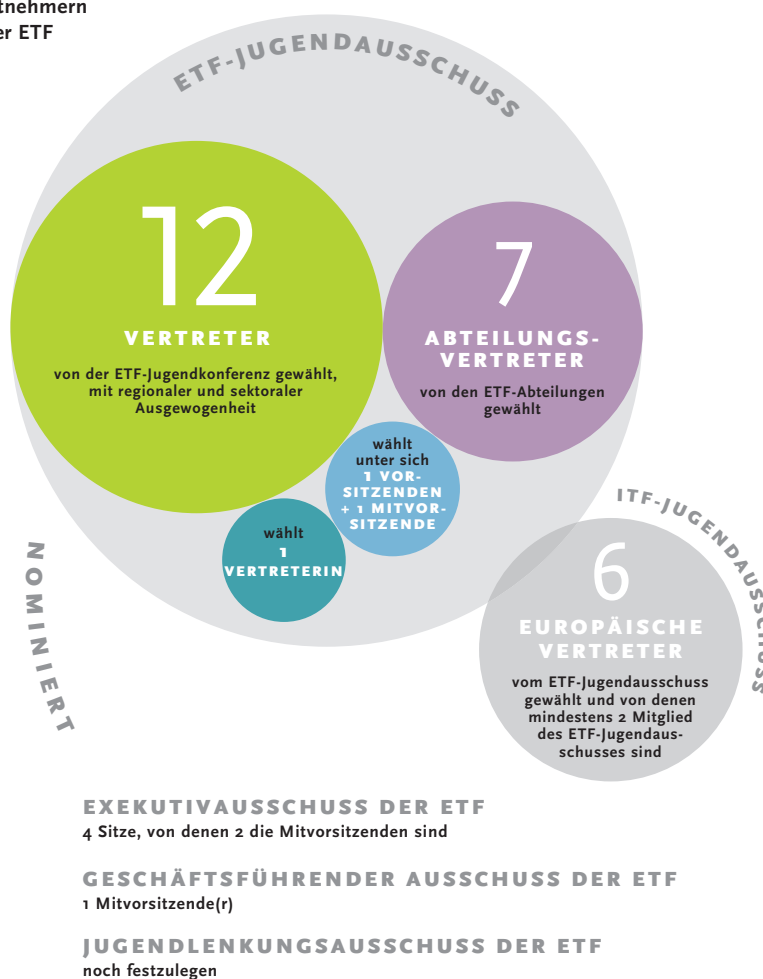 tnehmern
er ETF
ETF-JUGENDAUSSCHUSS
12
VERTRETER
von der ETF-Jugendkonferenz gewählt,
mit regionaler und sektoraler
Ausgewogenheit
7
ABTEILUNGS-
VERTRETER
von den ETF-Abteilungen
gewählt
wählt
unter sich
1 VOR-
SITZENDEN
+ 1 MITVOR-
SITZENDE
wählt
1
VERTRETERIN
NOMINIERT
ITF-JUGENDAUSSCHUSS
6
EUROPÄISCHE
VERTRETER
vom ETF-Jugendausschuss
gewählt und von denen
mindestens 2 Mitglied
des ETF-Jugendaus-
schusses sind
EXEKUTIVAUSSCHUSS DER ETF
4 Sitze, von denen 2 die Mitvorsitzenden sind
GESCHÄFTSFÜHRENDER AUSSCHUSS DER ETF
1 Mitvorsitzende(r)
JUGENDLENKUNGSAUSSCHUSS DER ETF
noch festzulegen